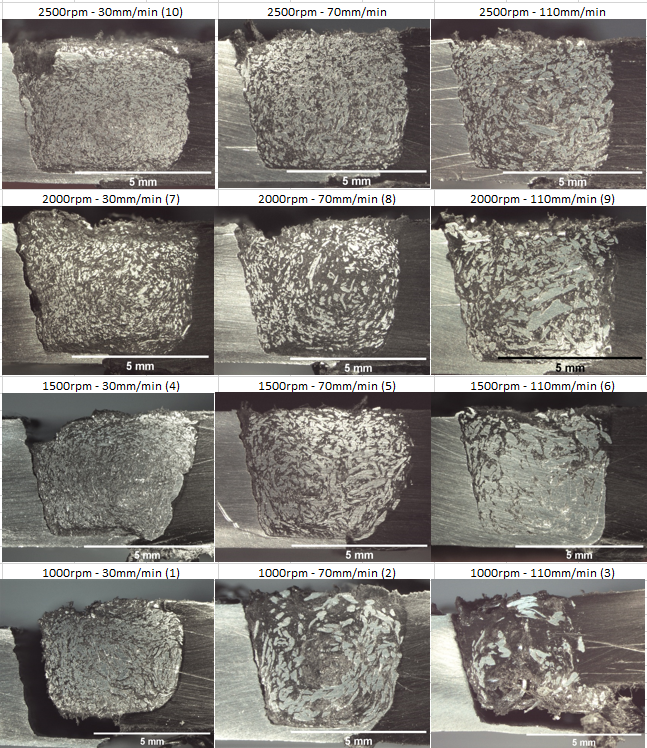 2500rpm - 30mm/min (10)
2500rpm - 70mm/min
2500rpm - 110mm/min
5 mm
5 mm
5 mm
2000rpm - 30mm/min (7)
2000rpm - 70mm/min (8)
2000rpm - 110mm/min (9)
5 mm
5 mm
5 mm
1500rpm - 30mm/min (4)
1500rpm - 70mm/min (5)
1500rpm - 110mm/min (6)
5 mm
5 mm
5 mm
1000rpm - 30mm/min (1)
1000rpm - 70mm/min (2)
1000rpm - 110mm/min (3)
5 mm
5 mm
5 mm